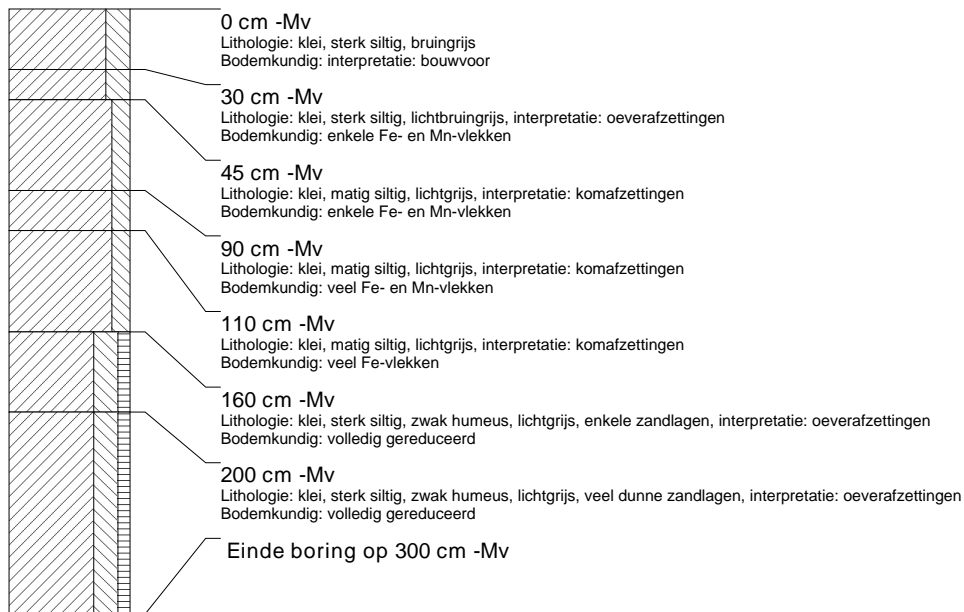 0 cm -Mv
Lithologie: klei, sterk siltig, bruingrijs
Bodemkundig: interpretatie: bouwvoor
30 cm -Mv
Lithologie: klei, sterk siltig, lichtbruingrijs, interpretatie: oeverafzettingen
Bodemkundig: enkele Fe- en Mn-vlekken
45 cm -Mv
Lithologie: klei, matig siltig, lichtgrijs, interpretatie: komafzettingen
Bodemkundig: enkele Fe- en Mn-vlekken
90 cm -Mv
Lithologie: klei, matig siltig, lichtgrijs, interpretatie: komafzettingen
Bodemkundig: veel Fe- en Mn-vlekken
110 cm -Mv
Lithologie: klei, matig siltig, lichtgrijs, interpretatie: komafzettingen
Bodemkundig: veel Fe-vlekken
160 cm -Mv
Lithologie: klei, sterk siltig, zwak humeus, lichtgrijs, enkele zandlagen, interpretatie: oeverafzettingen
Bodemkundig: volledig gereduceerd
200 cm -Mv
Lithologie: klei, sterk siltig, zwak humeus, lichtgrijs, veel dunne zandlagen, interpretatie: oeverafzettingen
Bodemkundig: volledig gereduceerd
Einde boring op 300 cm -Mv